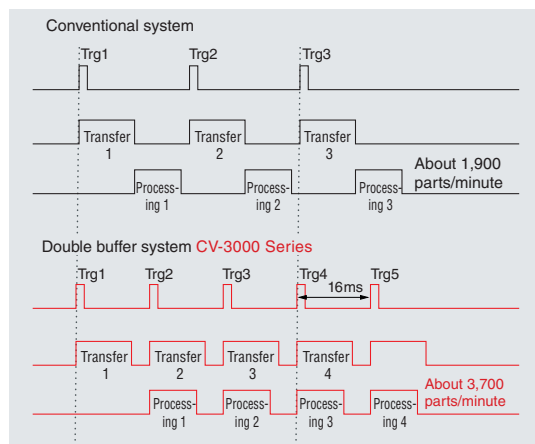 Conventional system
Trg1 Trg2 Trg3
Transfer 1 Transfer 2 Transfer 3
About 1,900
parts/minute
Process-
ing 1 Process-
ing 2 Process-
ing 3
Double buffer system CV-3000 Series
Trg1 Trg2 Trg3 Trg4 Trg5
16ms
Transfer 1 Transfer 2 Transfer 3 Transfer 4
About 3,700
parts/minute
Process-
ing 1 Process-
ing 2 Process-
ing 3 Process-
ing 4